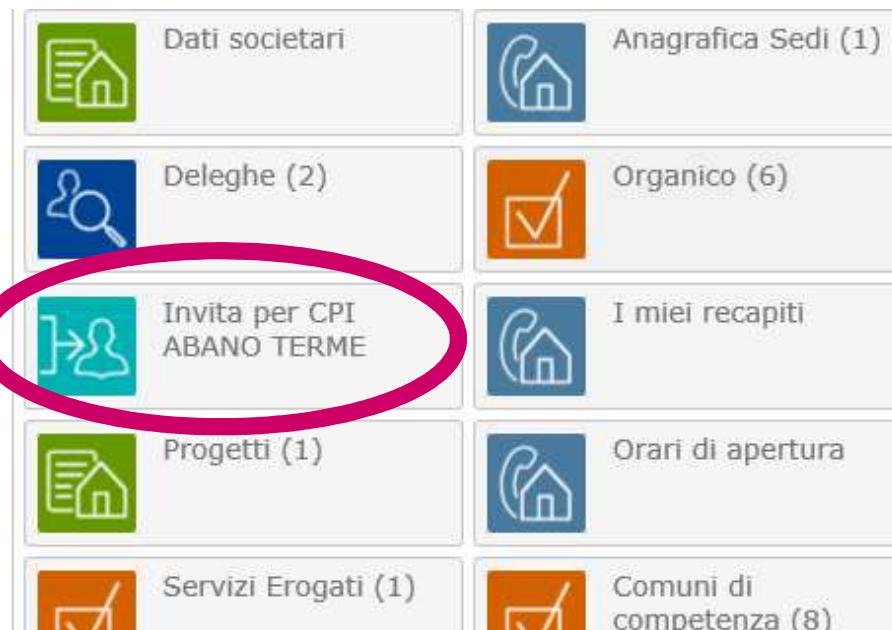 Dati societari
Anagrafica Sedi (1)
Deleghe (2)
Organico (6)
Invita per CPI
ABANO TERME
I miei recapiti
Progetti (1)
Orari di apertura
Servizi Erogati (1)
Comuni di
competenza (8)